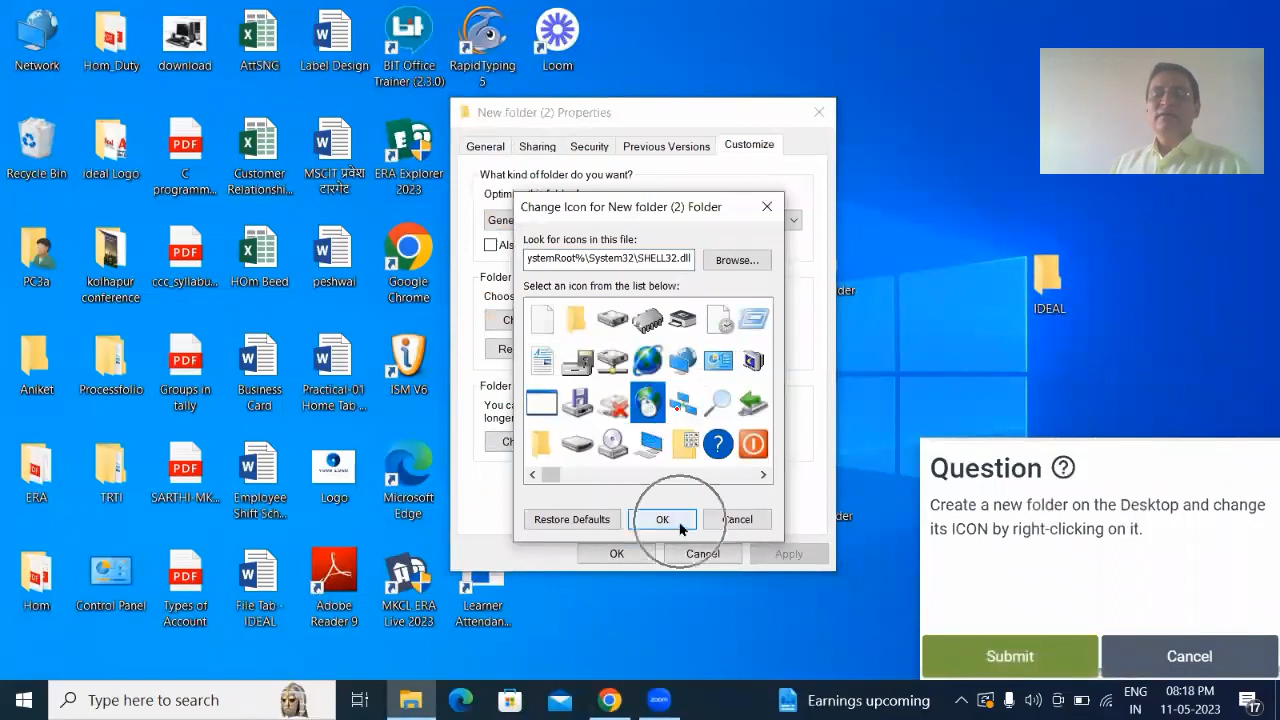 Network
Hom_Duty
download
AttSNG
Label Design
BIT Office
Trainer (2.3.0)
RapidTyping
5
Loom
Recycle Bin
ideal Logo
C
programm...
Customer
Relationshi...
MSCIT प्रवेश
टारगेट
ERA Explorer
2023
PC3a
kolhapur
conference
ccc_syllabu...
HOm Beed
peshwai
Google
Chrome
Aniket
Processfolio
Groups in
tally
Business
Card
Practical-01
Home Tab ...
ISM V6
ERA
TRTI
SARTHI-MK...
Employee
Shift Sch...
Logo
Microsoft
Edge
Hom
Control Panel
Types of
Account
File Tab -
IDEAL
Adobe
Reader 9
MKCL ERA
Live 2023
Learner
Attendan...
New folder (2) Properties
General
Sharing
Security
Previous Versions
Customize
What kind of folder do you want?
Optim
Gene
Als
Folder
Choos
Ch
Re
Folder
You ca
longer
Ch
OK
Cancel
Apply
Change Icon for New folder (2) Folder
Look for icons in this file:
ystemRoot%\System32\SHELL32.dll
Browse...
Select an icon from the list below:
Restore Defaults
OK
Cancel
der
der
IDEAL
Question ?
Create a new folder on the Desktop and change
its ICON by right-clicking on it.
Submit
Cancel
Type here to search
zoom
Earnings upcoming
ENG
IN
08:18 PM
11-05-2023
17